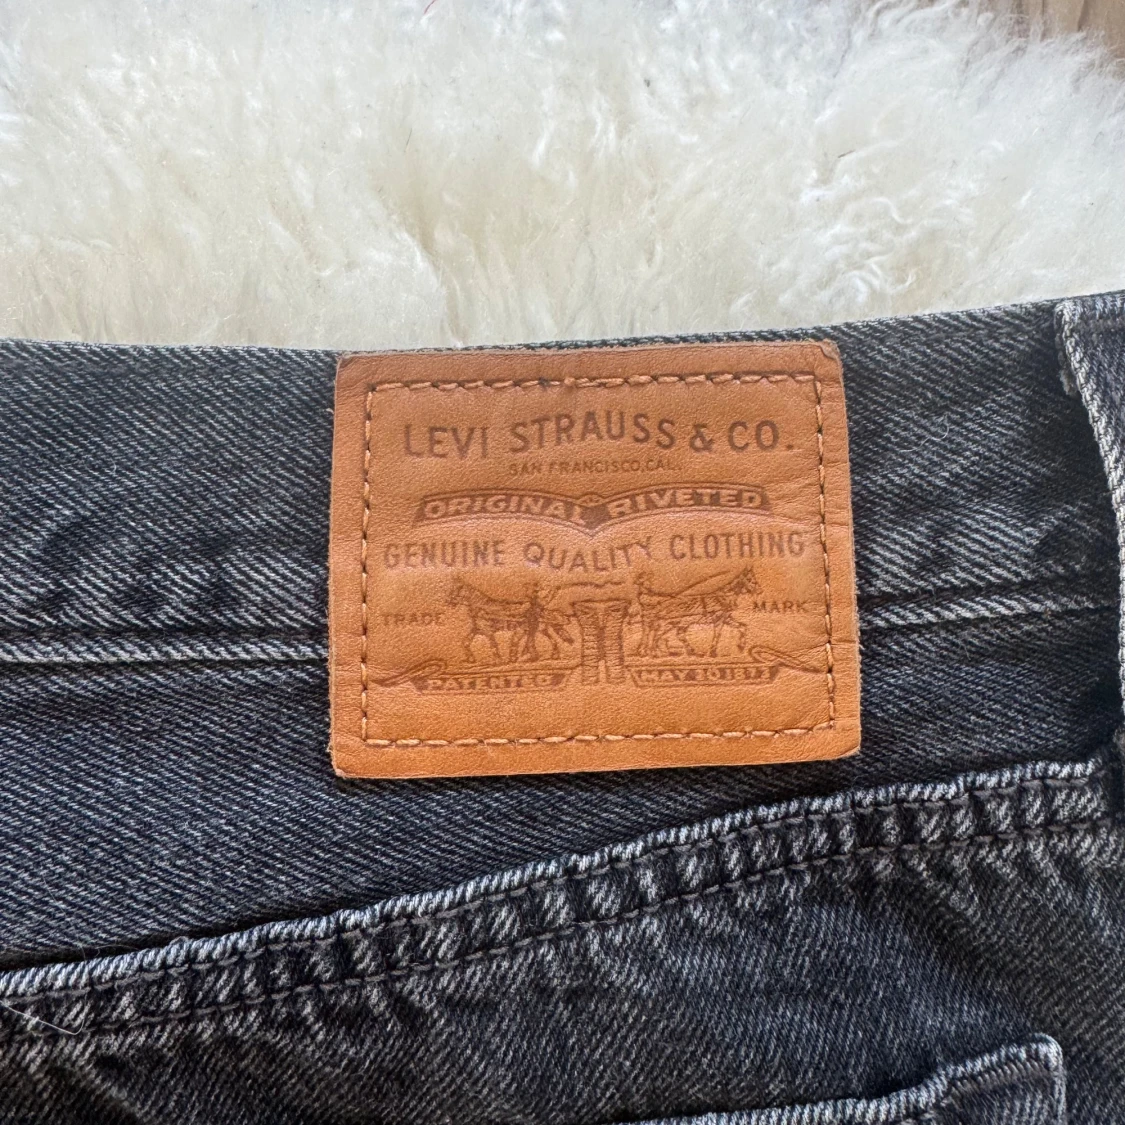 LEVI STRAUSS & CO.
SAN FRANCISCO, CAL.
ORIGINAL RIVETED
GENUINE QUALITY CLOTHING
TRADE MARK
PATENTED MAY 20 1873